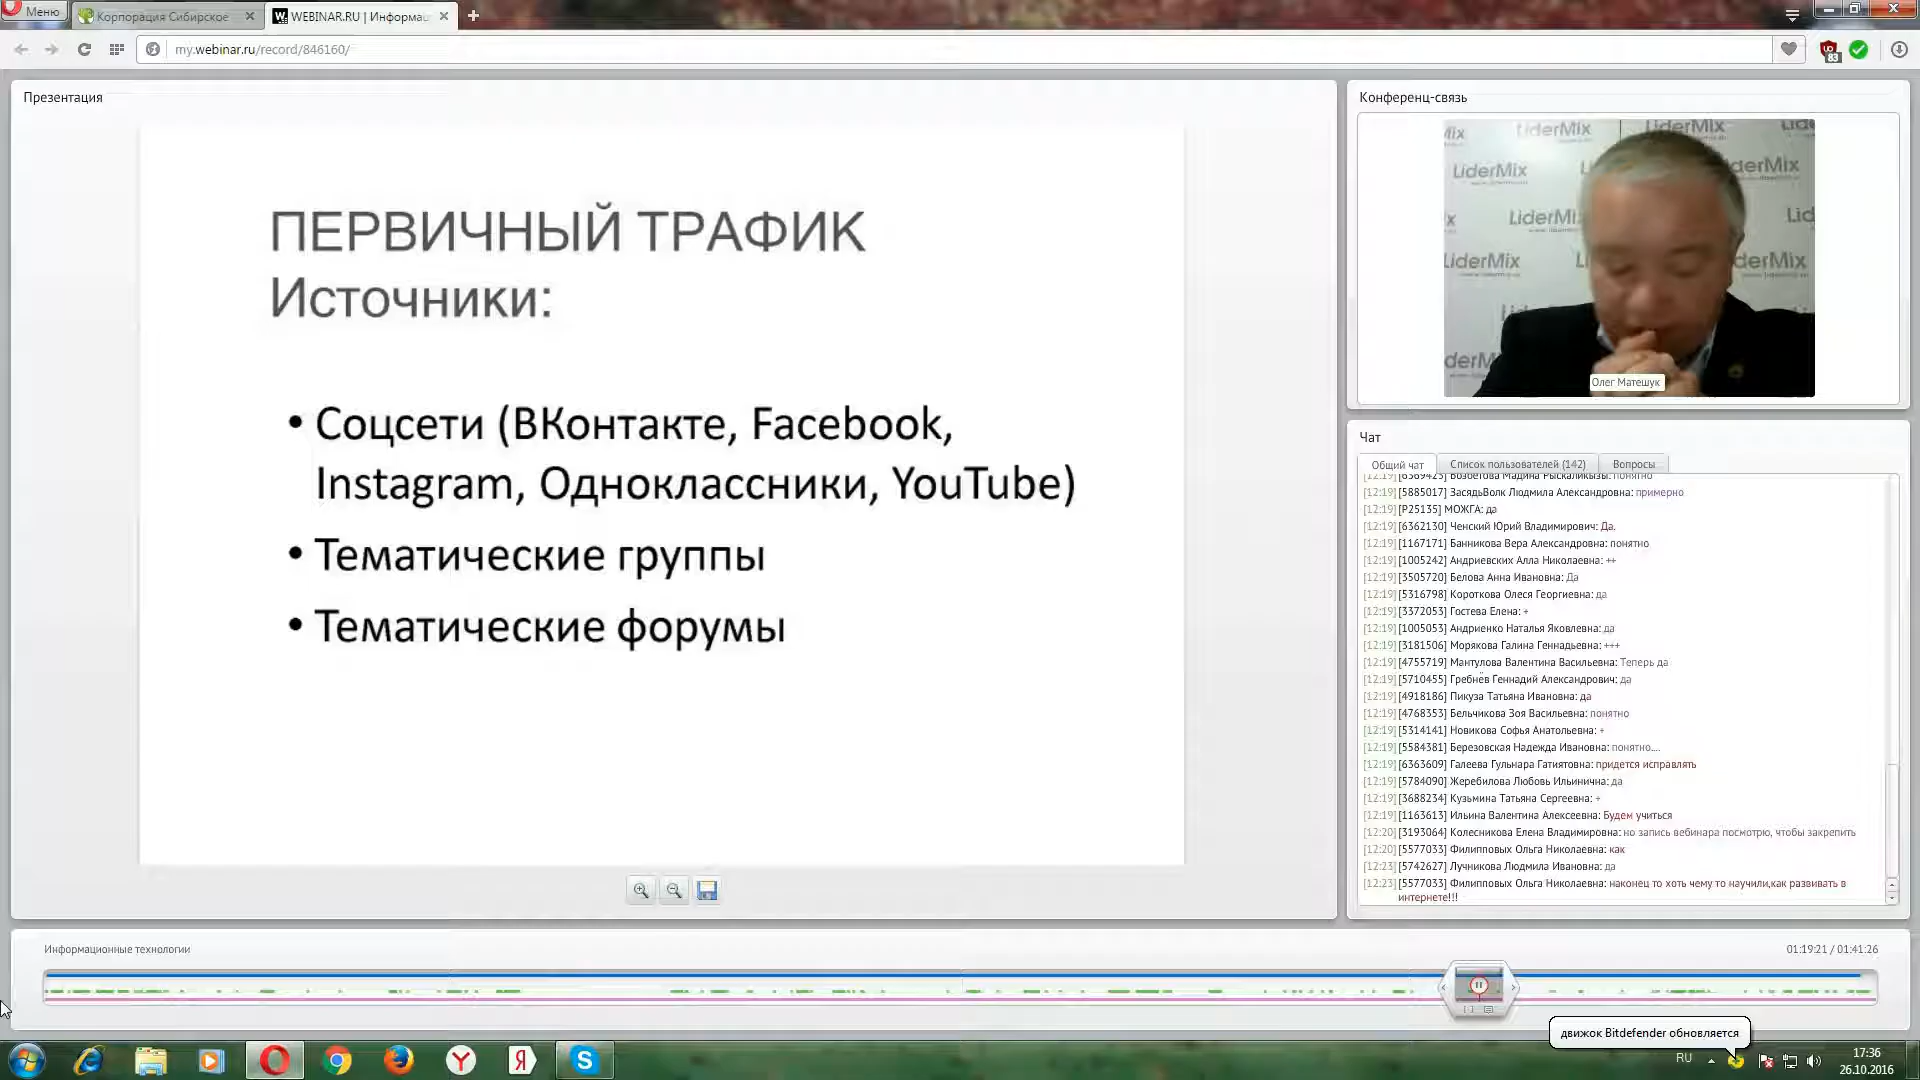 Меню
Корпорация Сибирское
WEBINAR.RU | Информац
my.webinar.ru/record/846160/
83
Презентация
ПЕРВИЧНЫЙ ТРАФИК
Источники:
• Соцсети (ВКонтакте, Facebook,
Instagram, Одноклассники, YouTube)
• Тематические группы
• Тематические форумы
Конференц-связь
LiderMix
LiderMix
LiderMix
LiderMix
Олег Матешук
Чат
Общий чат
Список пользователей (142)
Вопросы
[12:19] [6369425] Возбетова Мадина Рыскаликызы: понятно
[12:19] [5885017] ЗасядьВолк Людмила Александровна: примерно
[12:19] [P25135] МОЖГА: да
[12:19] [6362130] Ченский Юрий Владимирович: Да.
[12:19] [1167171] Банникова Вера Александровна: понятно
[12:19] [1005242] Андриевских Алла Николаевна: ++
[12:19] [3505720] Белова Анна Ивановна: Да
[12:19] [5316798] Короткова Олеся Георгиевна: да
[12:19] [3372053] Гостева Елена: +
[12:19] [1005053] Андриенко Наталья Яковлевна: да
[12:19] [3181506] Морякова Галина Геннадьевна: +++
[12:19] [4755719] Мантулова Валентина Васильевна: Теперь да
[12:19] [5710455] Гребнёв Геннадий Александрович: да
[12:19] [4918186] Пикуза Татьяна Ивановна: да
[12:19] [4768353] Бельчикова Зоя Васильевна: понятно
[12:19] [5314141] Новикова Софья Анатольевна: +
[12:19] [5584381] Березовская Надежда Ивановна: понятно....
[12:19] [6363609] Галеева Гульнара Гатиятовна: придется исправлять
[12:19] [5784090] Жеребилова Любовь Ильинична: да
[12:19] [3688234] Кузьмина Татьяна Сергеевна: +
[12:19] [1163613] Ильина Валентина Алексеевна: Будем учиться
[12:20] [3193064] Колесникова Елена Владимировна: но запись вебинара посмотрю, чтобы закрепить
[12:20] [5577033] Филипповых Ольга Николаевна: как
[12:23] [5742627] Лучникова Людмила Ивановна: да
[12:23] [5577033] Филипповых Ольга Николаевна: наконец то хоть чему то научили,как развивать в
интернете!!!
Информационные технологии
01:19:21 / 01:41:26
движок Bitdefender обновляется
RU
17:36
26.10.2016